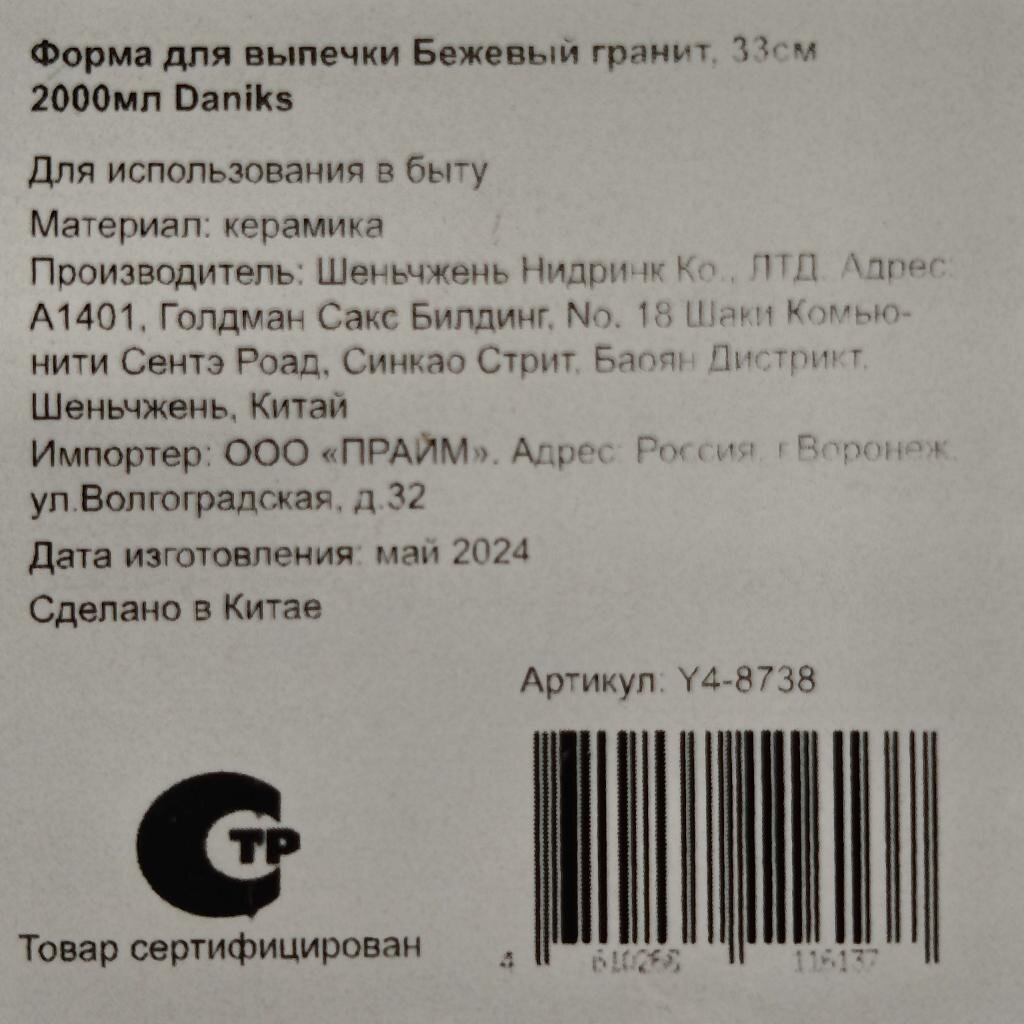 Форма для выпечки Бежевый гранит, 33см
2000мл Daniks
Для использования в быту
Материал: керамика
Производитель: Шеньчжень Нидринк Ко., ЛТД. Адрес:
А1401, Голдман Сакс Билдинг, No. 18 Шаки Комью-
нити Сентэ Роад, Синкао Стрит, Баоян Дистрикт,
Шеньчжень, Китай
Импортер: ООО «ПРАЙМ». Адрес: Россия, г.Воронеж,
ул.Волгоградская, д.32
Дата изготовления: май 2024
Сделано в Китае
Артикул: Y4-8738
СТР
Товар сертифицирован
4